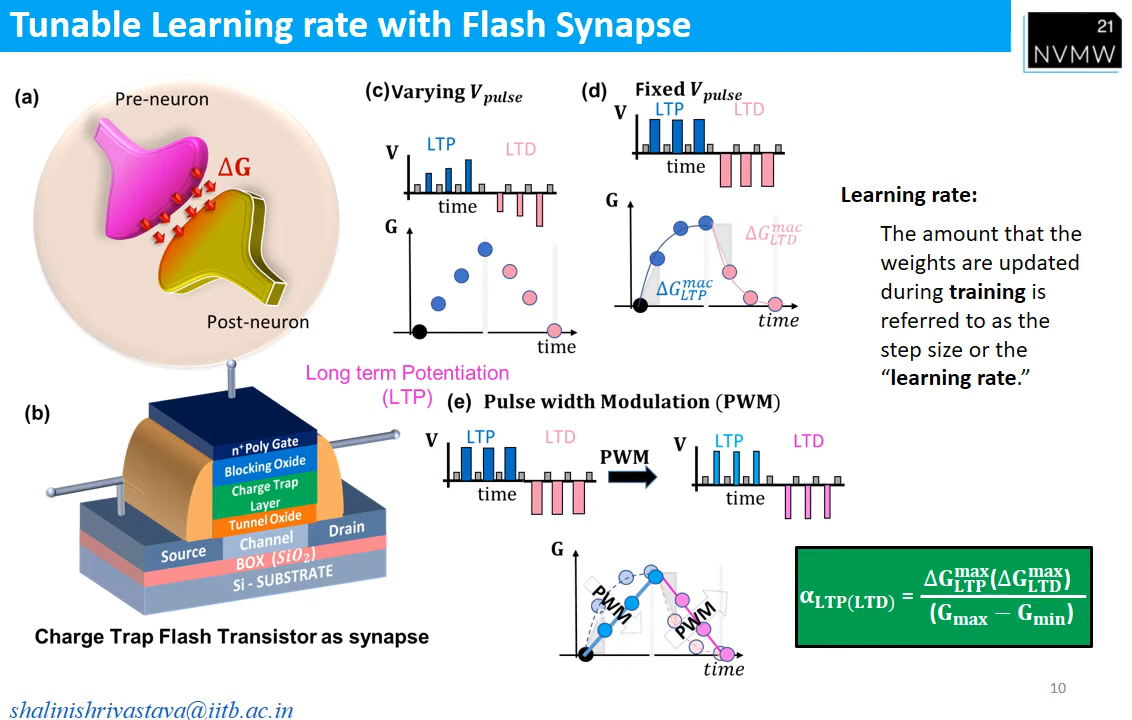 Tunable Learning rate with Flash Synapse
21
NVMW
(a)
Pre-neuron
ΔG
Post-neuron
(c) Varying V_pulse
V
LTP
LTD
time
G
time
(d) Fixed V_pulse
V
LTP
LTD
time
G
ΔG_LTD^mac
ΔG_LTP^mac
time
Learning rate:
The amount that the
weights are updated
during training is
referred to as the
step size or the
“learning rate.”
Long term Potentiation
(LTP)
(b)
n⁺Poly Gate
Blocking Oxide
Charge Trap
Layer
Tunnel Oxide
Source
Channel
Drain
BOX (SiO₂)
Si - SUBSTRATE
Charge Trap Flash Transistor as synapse
(e) Pulse width Modulation (PWM)
V
LTP
LTD
time
PWM
V
LTP
LTD
time
G
PWM
PWM
time
α_LTP(LTD) = ΔG_LTP^max(ΔG_LTD^max) / (G_max − G_min)
shalinishrivastava@iitb.ac.in
10